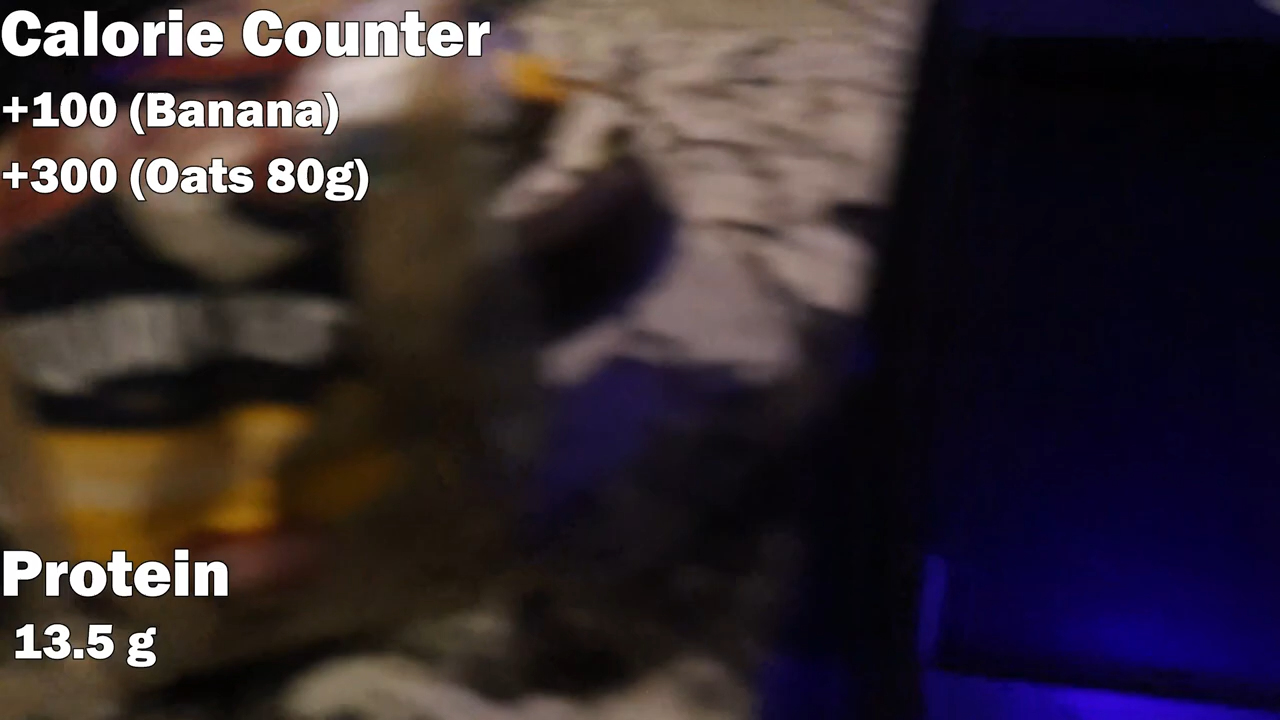 Calorie Counter
+100 (Banana)
+300 (Oats 80g)
Protein
13.5 g